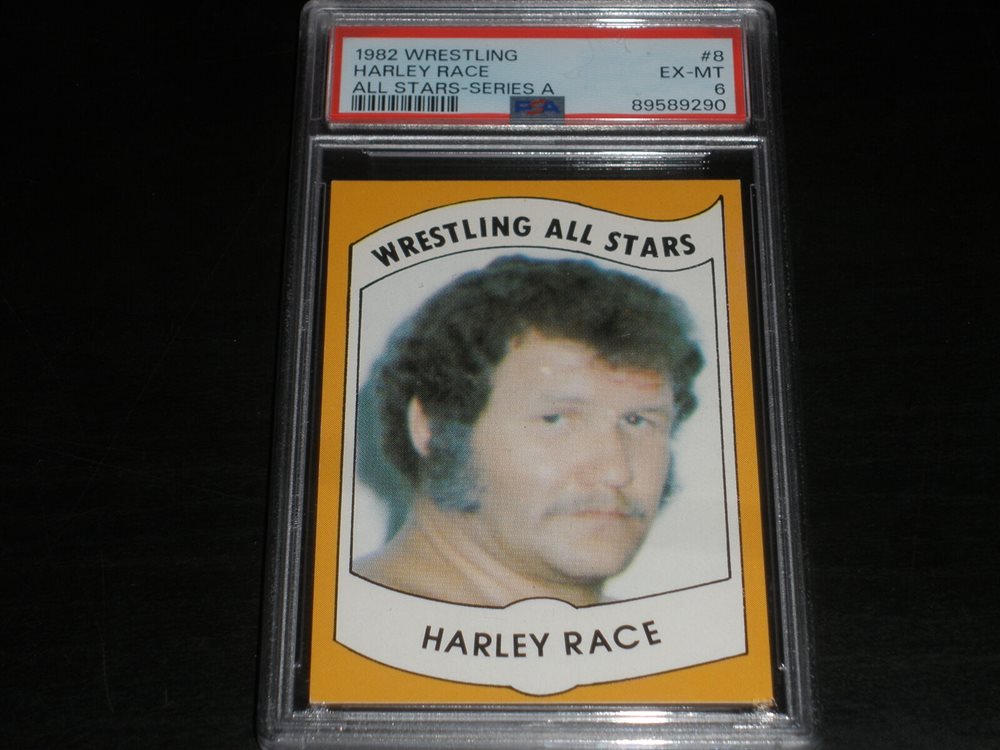 1982 WRESTLING #8
HARLEY RACE EX-MT
ALL STARS-SERIES A 6
PSA 89589290
WRESTLING ALL STARS
HARLEY RACE